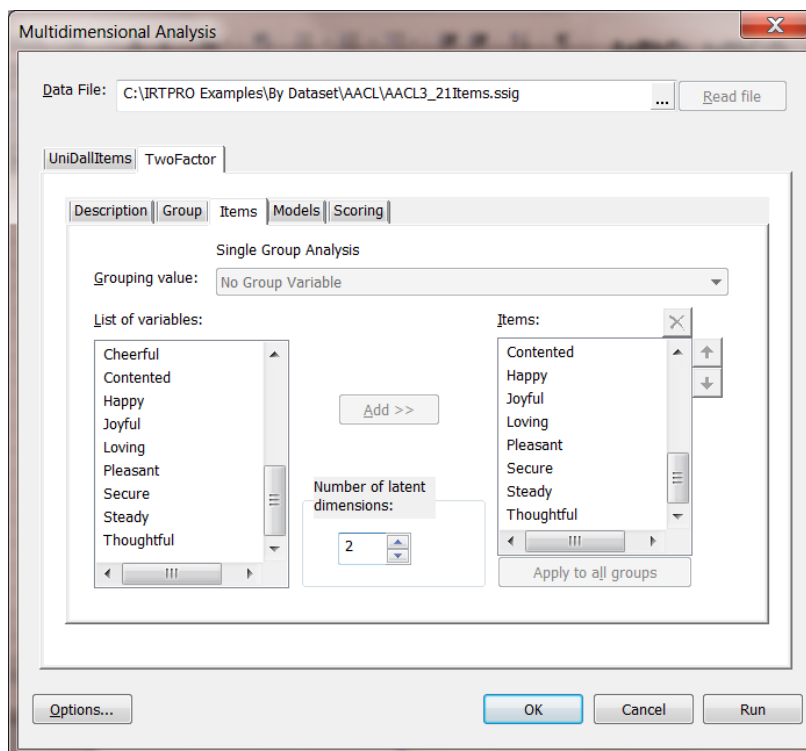 Multidimensional Analysis
Data File: C:\IRTPRO Examples\By Dataset\AACL\AACL3_21Items.ssig ... Read file
UniDallItems TwoFactor
Description Group Items Models Scoring
Single Group Analysis
Grouping value: No Group Variable
List of variables:
Cheerful
Contented
Happy
Joyful
Loving
Pleasant
Secure
Steady
Thoughtful
Add >>
Number of latent
dimensions:
2
Items:
Contented
Happy
Joyful
Loving
Pleasant
Secure
Steady
Thoughtful
Apply to all groups
Options... OK Cancel Run